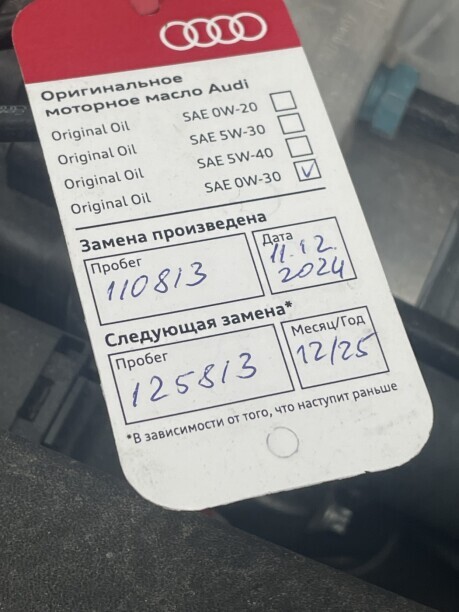 Оригинальное
моторное масло Audi
Original Oil SAE 0W-20
Original Oil SAE 5W-30
Original Oil SAE 5W-40
Original Oil SAE 0W-30
Замена произведена
Пробег
110813
Дата
11.12.
2024
Следующая замена*
Пробег
125813
Месяц/Год
12/25
*В зависимости от того, что наступит раньше